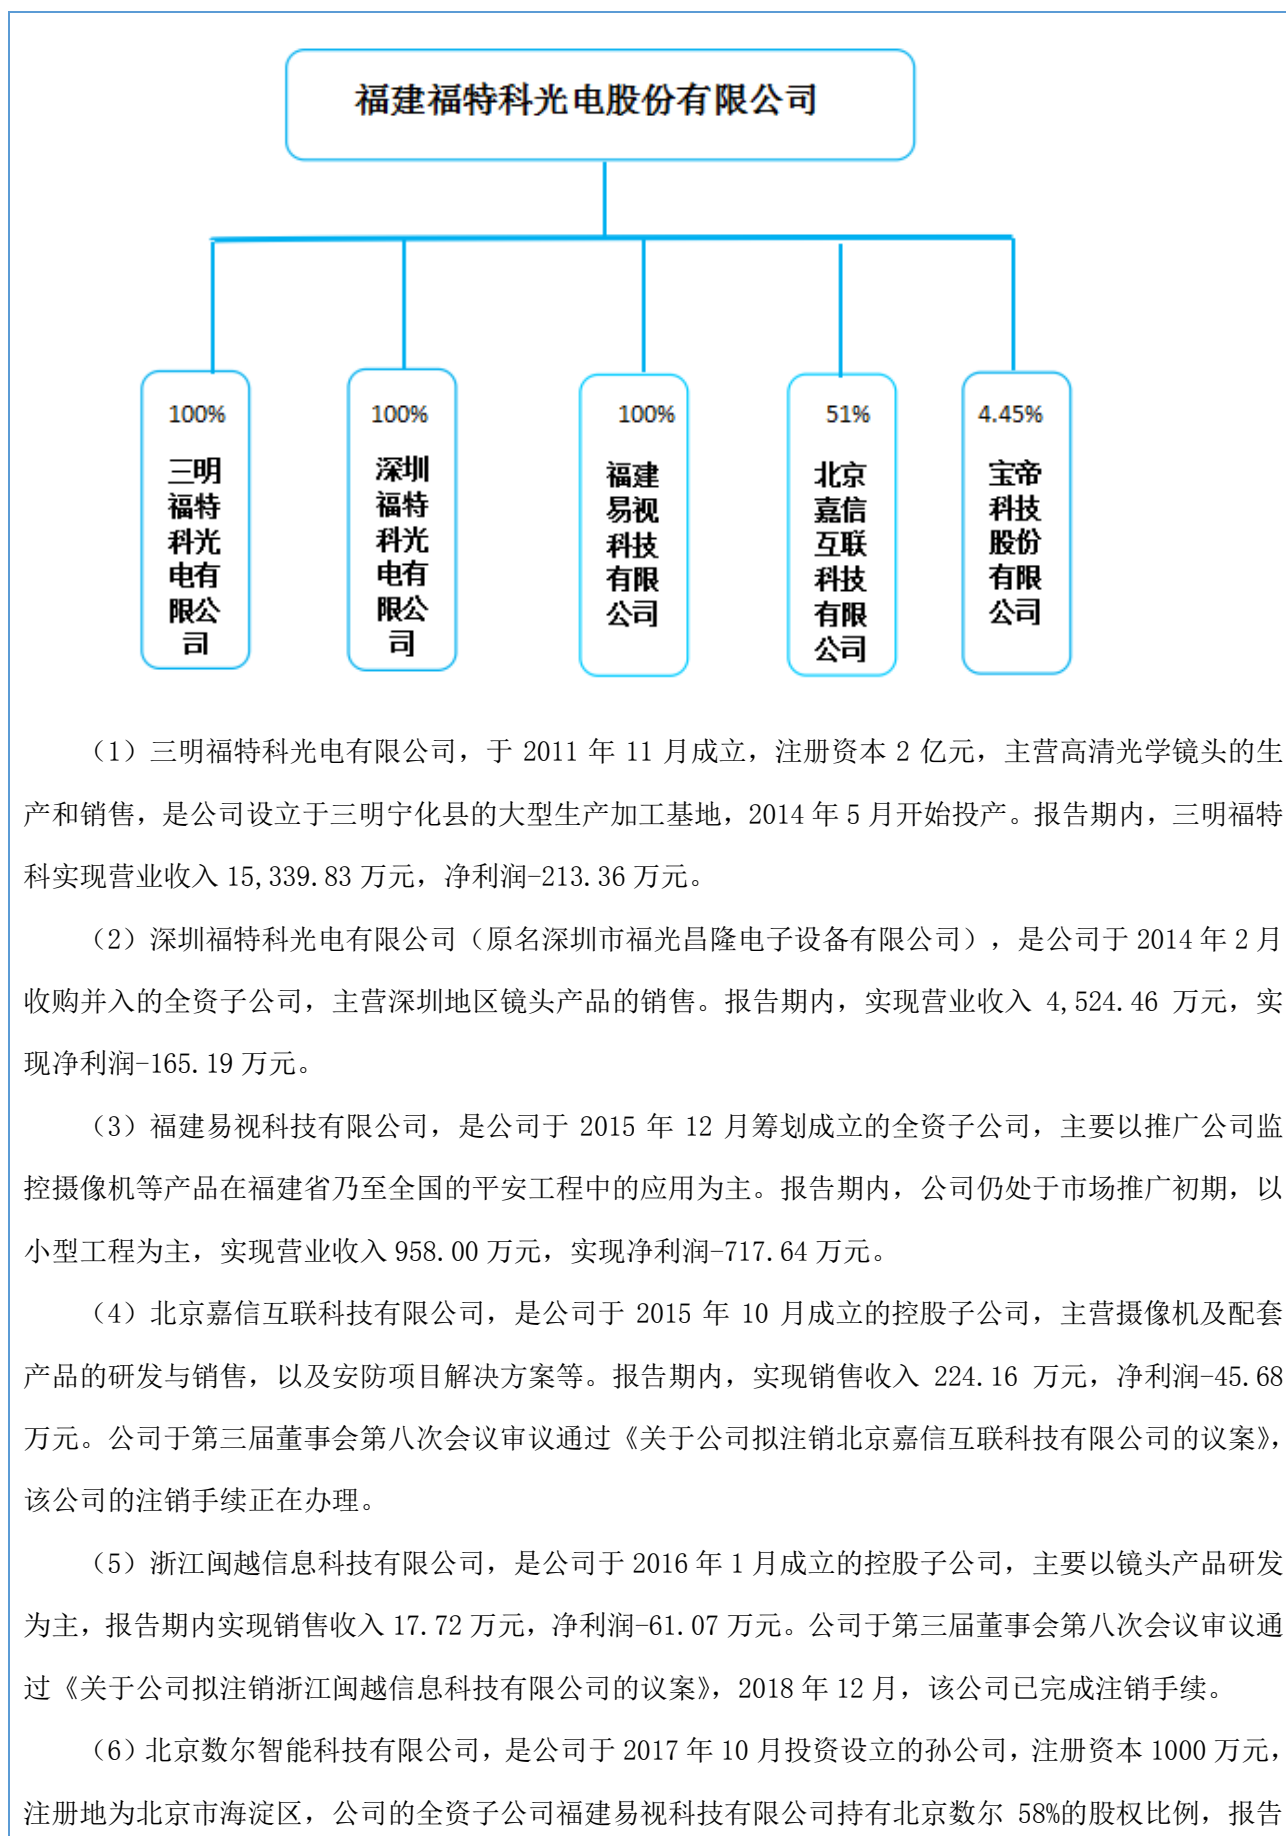 福建福特科光电股份有限公司
100%
三明
福特
科光
电有
限公
司
100%
深圳
福特
科光
电有
限公
司
100%
福建
易视
科技
有限
公司
51%
北京
嘉信
互联
科技
有限
公司
4.45%
宝帝
科技
股份
有限
公司
（1）三明福特科光电有限公司，于 2011 年 11 月成立，注册资本 2 亿元，主营高清光学镜头的生
产和销售，是公司设立于三明宁化县的大型生产加工基地，2014 年 5 月开始投产。报告期内，三明福特
科实现营业收入 15,339.83 万元，净利润-213.36 万元。
（2）深圳福特科光电有限公司（原名深圳市福光昌隆电子设备有限公司），是公司于 2014 年 2 月
收购并入的全资子公司，主营深圳地区镜头产品的销售。报告期内，实现营业收入 4,524.46 万元，实
现净利润-165.19 万元。
（3）福建易视科技有限公司，是公司于 2015 年 12 月筹划成立的全资子公司，主要以推广公司监
控摄像机等产品在福建省乃至全国的平安工程中的应用为主。报告期内，公司仍处于市场推广初期，以
小型工程为主，实现营业收入 958.00 万元，实现净利润-717.64 万元。
（4）北京嘉信互联科技有限公司，是公司于 2015 年 10 月成立的控股子公司，主营摄像机及配套
产品的研发与销售，以及安防项目解决方案等。报告期内，实现销售收入 224.16 万元，净利润-45.68
万元。公司于第三届董事会第八次会议审议通过《关于公司拟注销北京嘉信互联科技有限公司的议案》，
该公司的注销手续正在办理。
（5）浙江闽越信息科技有限公司，是公司于 2016 年 1 月成立的控股子公司，主要以镜头产品研发
为主，报告期内实现销售收入 17.72 万元，净利润-61.07 万元。公司于第三届董事会第八次会议审议通
过《关于公司拟注销浙江闽越信息科技有限公司的议案》，2018 年 12 月，该公司已完成注销手续。
（6）北京数尔智能科技有限公司，是公司于 2017 年 10 月投资设立的孙公司，注册资本 1000 万元，
注册地为北京市海淀区，公司的全资子公司福建易视科技有限公司持有北京数尔 58%的股权比例，报告